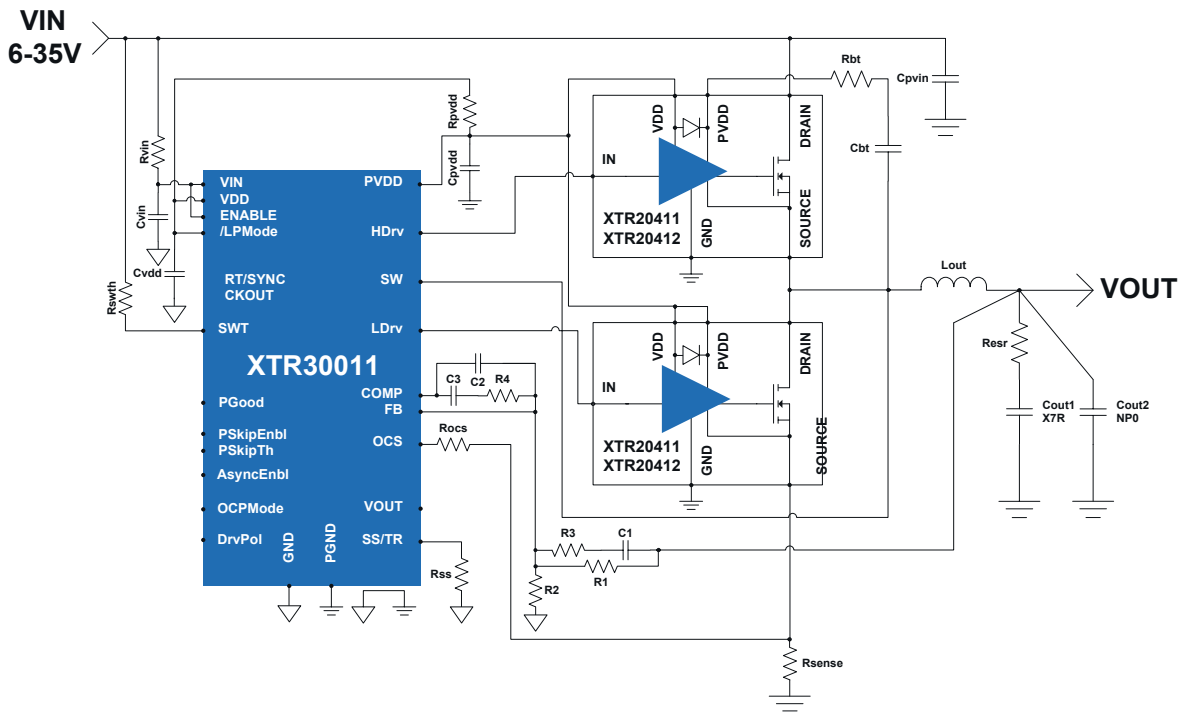 VIN
6-35V
Rbt
Cpvin
Rpvdd
VDD
PVDD
DRAIN
Cbt
Rvin
Cpvdd
IN
VIN
PVDD
VDD
ENABLE
/LPMode
HDrv
Cvin
XTR20411
XTR20412
GND
SOURCE
Cvdd
RT/SYNC
CKOUT
SW
Lout
VOUT
Rswth
SWT
LDrv
VDD
PVDD
DRAIN
Resr
XTR30011
C3
C2
R4
IN
COMP
FB
PGood
Cout1
X7R
Cout2
NP0
PSkipEnbl
PSkipTh
OCS
Rocs
XTR20411
XTR20412
GND
SOURCE
AsyncEnbl
OCPMode
VOUT
DrvPol
GND
PGND
SS/TR
R3
C1
Rss
R2
R1
Rsense